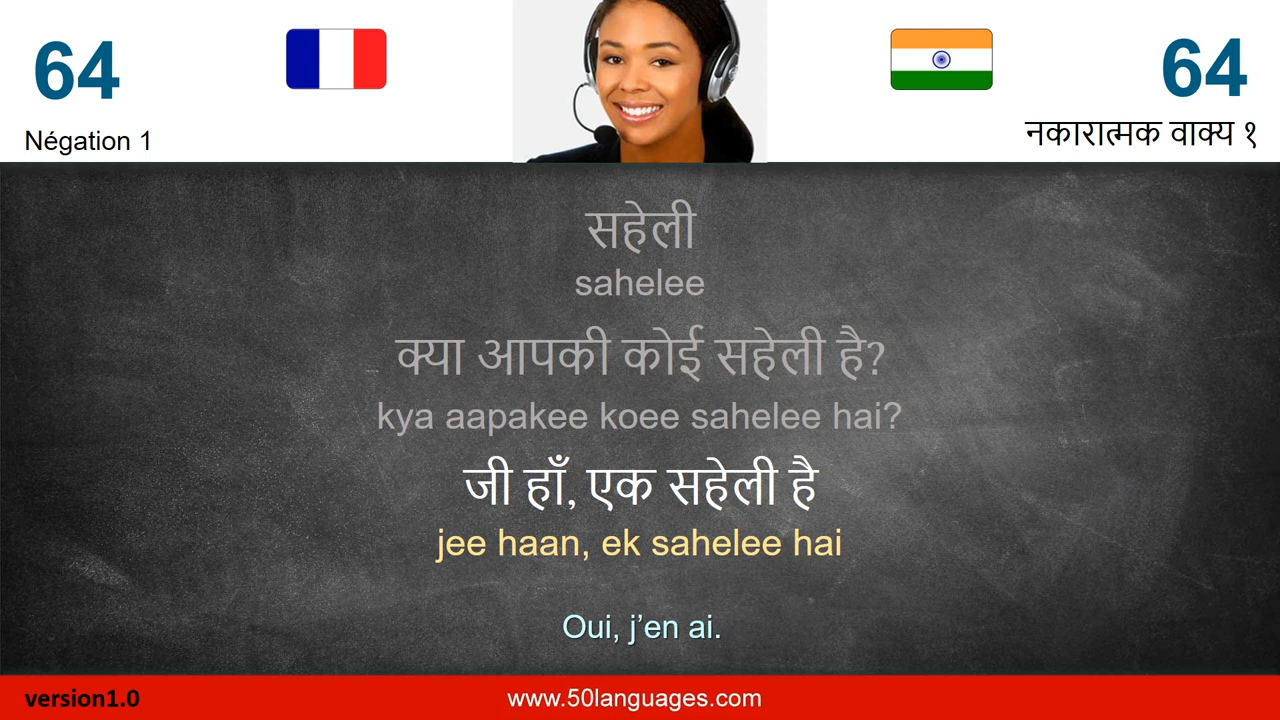 64
64
Négation 1
नकारात्मक वाक्य १
सहेली
sahelee
क्या आपकी कोई सहेली है?
kya aapakee koee sahelee hai?
जी हाँ, एक सहेली है
jee haan, ek sahelee hai
Oui, j’en ai.
version1.0
www.50languages.com